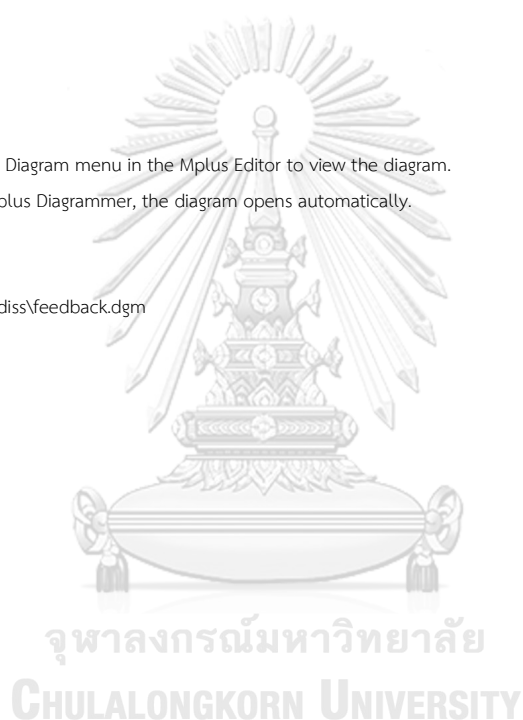 Diagram menu in the Mplus Editor to view the diagram.
plus Diagrammer, the diagram opens automatically.
diss\feedback.dgm
จุฬาลงกรณ์มหาวิทยาลัย
CHULALONGKORN UNIVERSITY